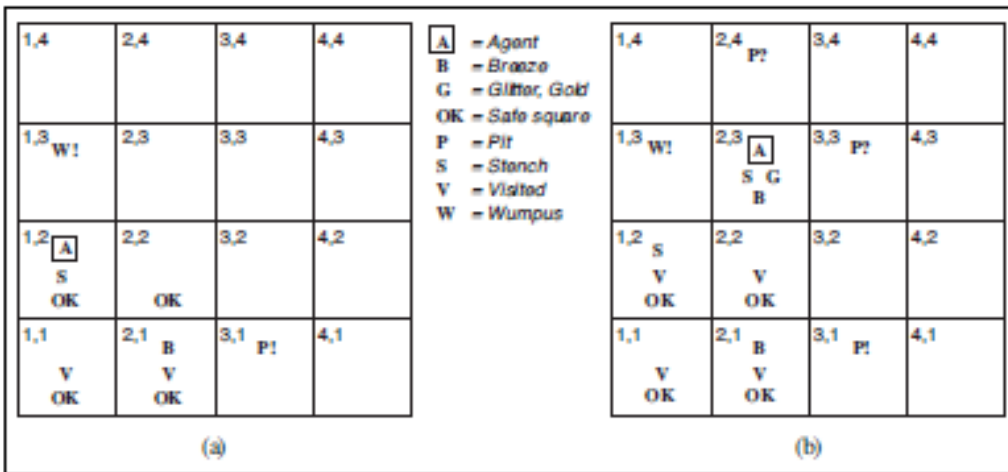 1,4 2,4 3,4 4,4
1,3 W! 2,3 3,3 4,3
1,2 A 2,2 3,2 4,2
S
OK OK
1,1 2,1 B 3,1 P! 4,1
V V
OK OK
(a)
A = Agent
B = Breeze
G = Glitter, Gold
OK = Safe square
P = Pit
S = Stench
V = Visited
W = Wumpus
1,4 2,4 P? 3,4 4,4
1,3 W! 2,3 A 3,3 P? 4,3
S G
B
1,2 S 2,2 3,2 4,2
V V
OK OK
1,1 2,1 B 3,1 P! 4,1
V V
OK OK
(b)